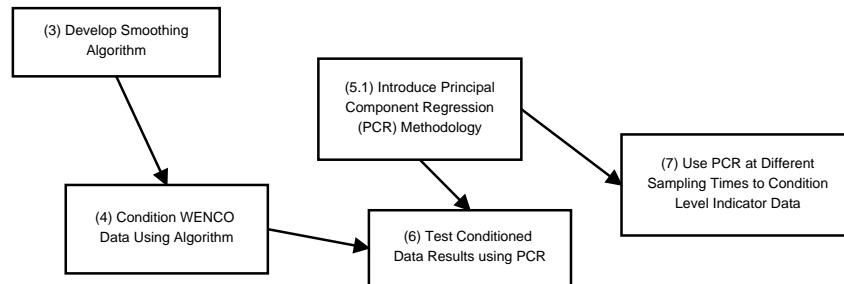 (3) Develop Smoothing
Algorithm
(5.1) Introduce Principal
Component Regression
(PCR) Methodology
(7) Use PCR at Different
Sampling Times to Condition
Level Indicator Data
(4) Condition WENCO
Data Using Algorithm
(6) Test Conditioned
Data Results using PCR